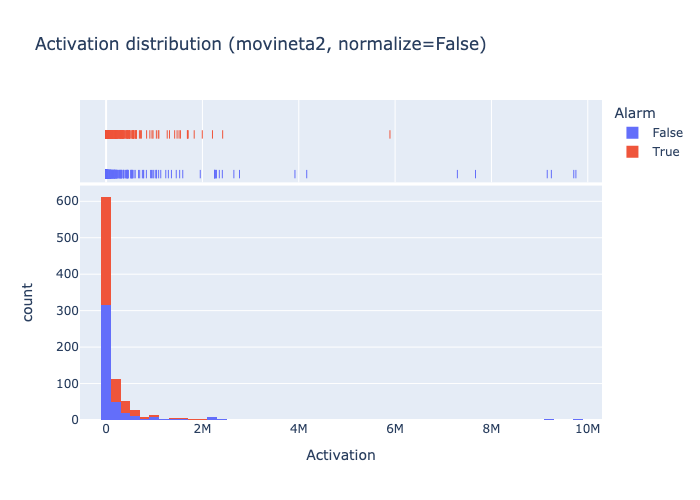 Activation distribution (movineta2, normalize=False)
Alarm
False
True
600
500
400
300
200
100
0
count
0 2M 4M 6M 8M 10M
Activation